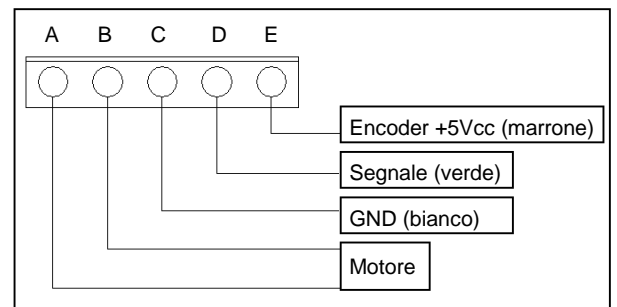 A B C D E
Encoder +5Vcc (marrone)
Segnale (verde)
GND (bianco)
Motore